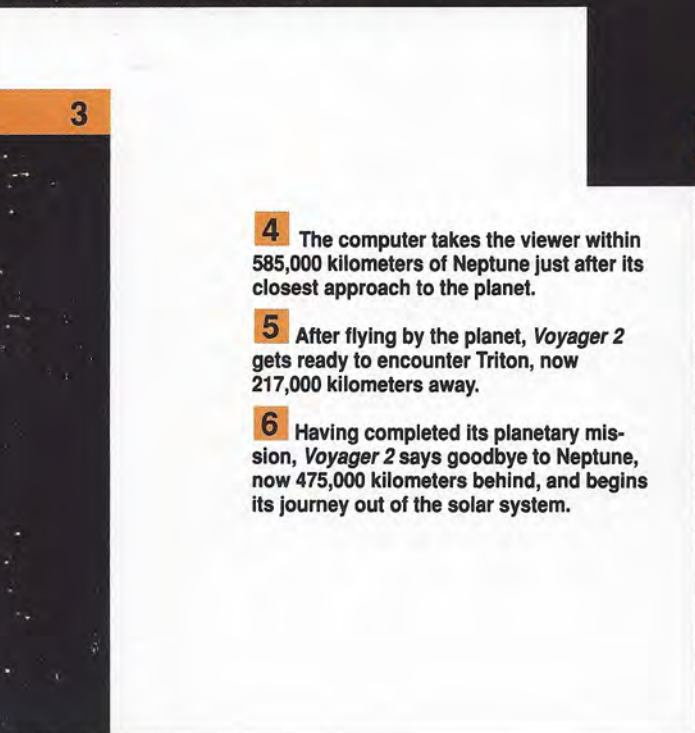 3
4 The computer takes the viewer within
585,000 kilometers of Neptune just after its
closest approach to the planet.
5 After flying by the planet, Voyager 2
gets ready to encounter Triton, now
217,000 kilometers away.
6 Having completed its planetary mis-
sion, Voyager 2 says goodbye to Neptune,
now 475,000 kilometers behind, and begins
its journey out of the solar system.